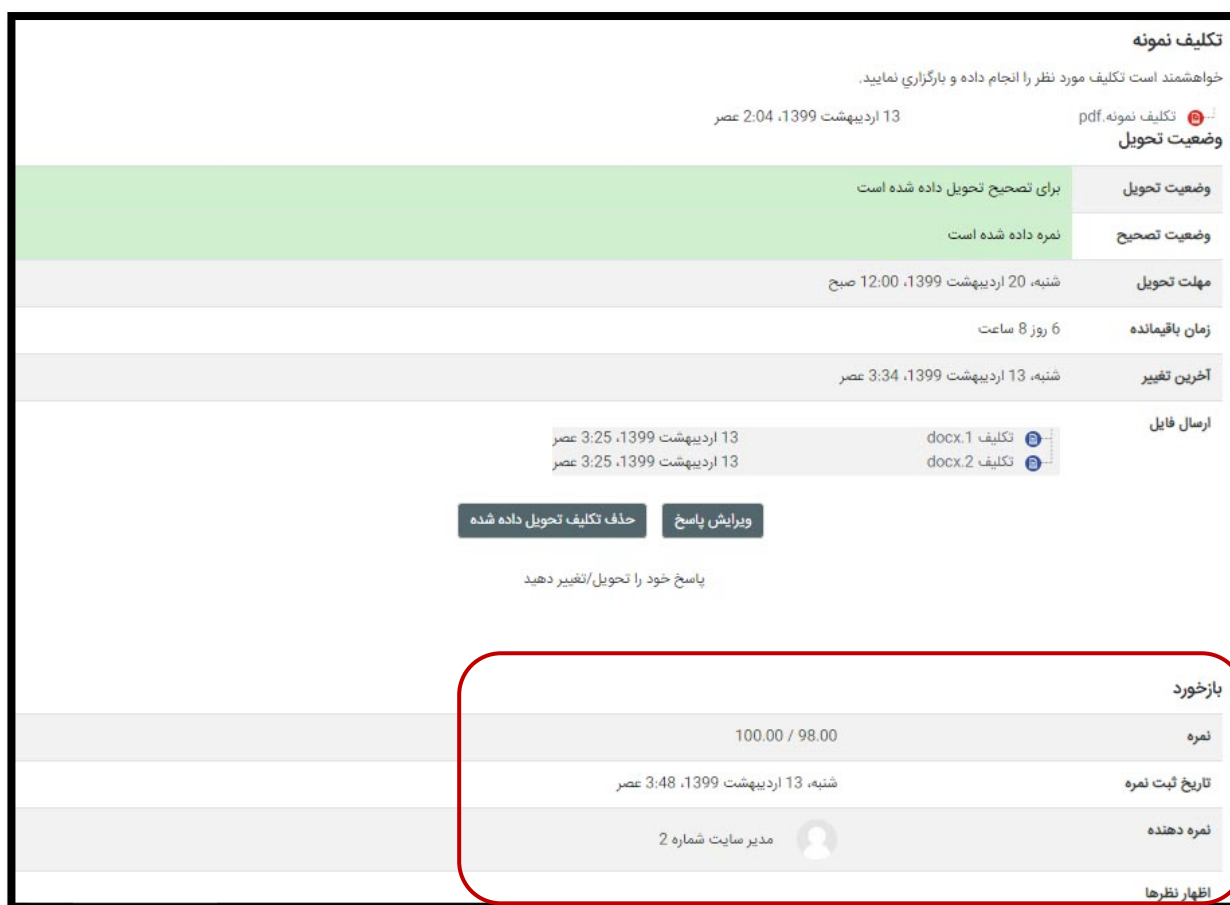 تکلیف نمونه
خواهشمند است تکلیف مورد نظر را انجام داده و بارگزاري نمایید.
تکلیف نمونه.pdf 13 اردیبهشت 1399، 2:04 عصر
وضعیت تحویل
وضعیت تحویل برای تصحیح تحویل داده شده است
وضعیت تصحیح نمره داده شده است
مهلت تحویل شنبه، 20 اردیبهشت 1399، 12:00 صبح
زمان باقیمانده 6 روز 8 ساعت
آخرین تغییر شنبه، 13 اردیبهشت 1399، 3:34 عصر
ارسال فایل
تکلیف 1.docx 13 اردیبهشت 1399، 3:25 عصر
تکلیف 2.docx 13 اردیبهشت 1399، 3:25 عصر
ویرایش پاسخ حذف تکلیف تحویل داده شده
پاسخ خود را تحویل/تغییر دهید
بازخورد
نمره 98.00 / 100.00
تاریخ ثبت نمره شنبه، 13 اردیبهشت 1399، 3:48 عصر
نمره دهنده مدیر سایت شماره 2
اظهار نظرها